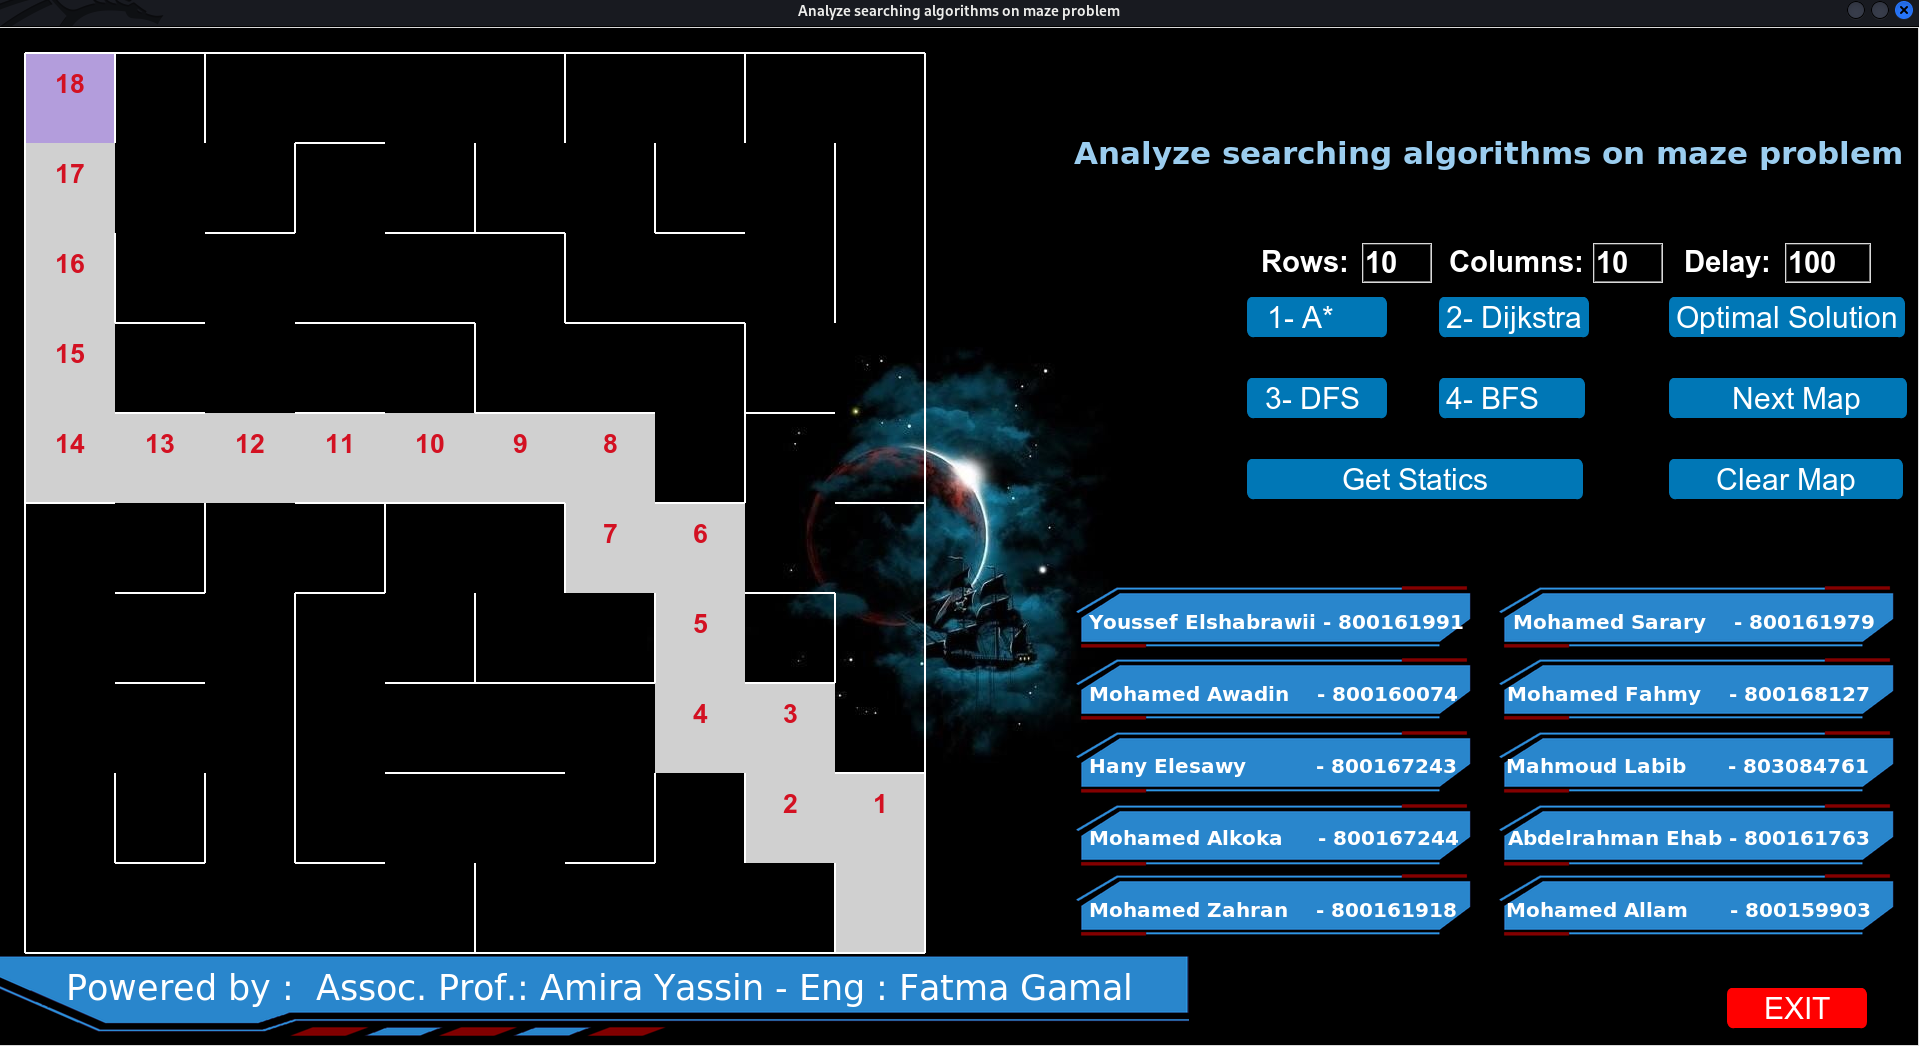 Analyze searching algorithms on maze problem
18
17
16
15
14 13 12 11 10 9 8
7 6
5
4 3
2 1
Analyze searching algorithms on maze problem
Rows: 10 Columns: 10 Delay: 100
1- A* 2- Dijkstra Optimal Solution
3- DFS 4- BFS Next Map
Get Statics Clear Map
Youssef Elshabrawii - 800161991 Mohamed Sarary - 800161979
Mohamed Awadin - 800160074 Mohamed Fahmy - 800168127
Hany Elesawy - 800167243 Mahmoud Labib - 803084761
Mohamed Alkoka - 800167244 Abdelrahman Ehab - 800161763
Mohamed Zahran - 800161918 Mohamed Allam - 800159903
Powered by : Assoc. Prof.: Amira Yassin - Eng : Fatma Gamal
EXIT